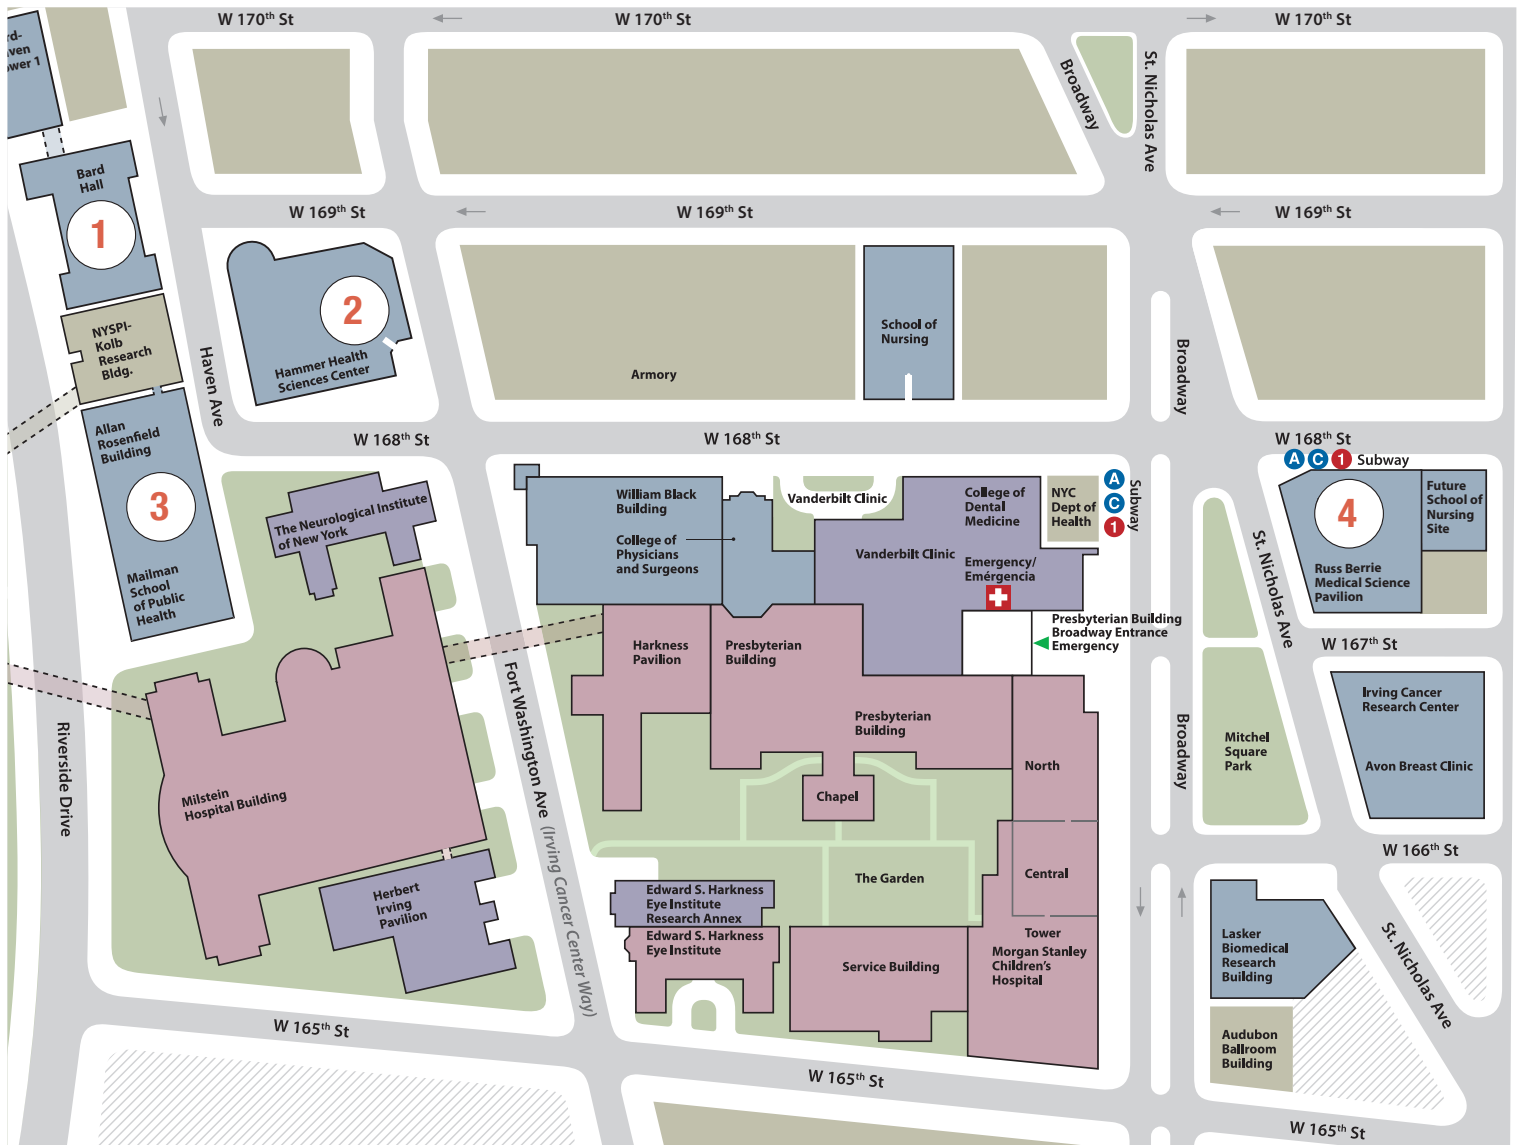 W 170th St
W 170th St
W 170th St
rd-
ven
wer 1
Broadway
St. Nicholas Ave
Bard
Hall
1
W 169th St
W 169th St
W 169th St
2
Hammer Health
Sciences Center
NYSPI-
Kolb
Research
Bldg.
Haven Ave
Armory
School of
Nursing
Broadway
Allan
Rosenfield
Building
3
Mailman
School
of Public
Health
W 168th St
W 168th St
W 168th St
A C 1 Subway
4
Russ Berrie
Medical Science
Pavilion
Future
School of
Nursing
Site
The Neurological Institute
of New York
William Black
Building
College of
Physicians
and Surgeons
Vanderbilt Clinic
College of
Dental
Medicine
Vanderbilt Clinic
Emergency/
Emérgencia
NYC
Dept of
Health
A
C
1
Subway
Presbyterian Building
Broadway Entrance
Emergency
St. Nicholas Ave
W 167th St
Harkness
Pavilion
Presbyterian
Building
Presbyterian
Building
Fort Washington Ave (Irving Cancer Center Way)
Riverside Drive
Milstein
Hospital Building
Herbert
Irving
Pavilion
Chapel
North
Central
Tower
Morgan Stanley
Children's
Hospital
The Garden
Edward S. Harkness
Eye Institute
Research Annex
Edward S. Harkness
Eye Institute
Service Building
Broadway
Mitchel
Square
Park
Irving Cancer
Research Center
Avon Breast Clinic
W 166th St
Lasker
Biomedical
Research
Building
St. Nicholas Ave
Audubon
Ballroom
Building
W 165th St
W 165th St
W 165th St